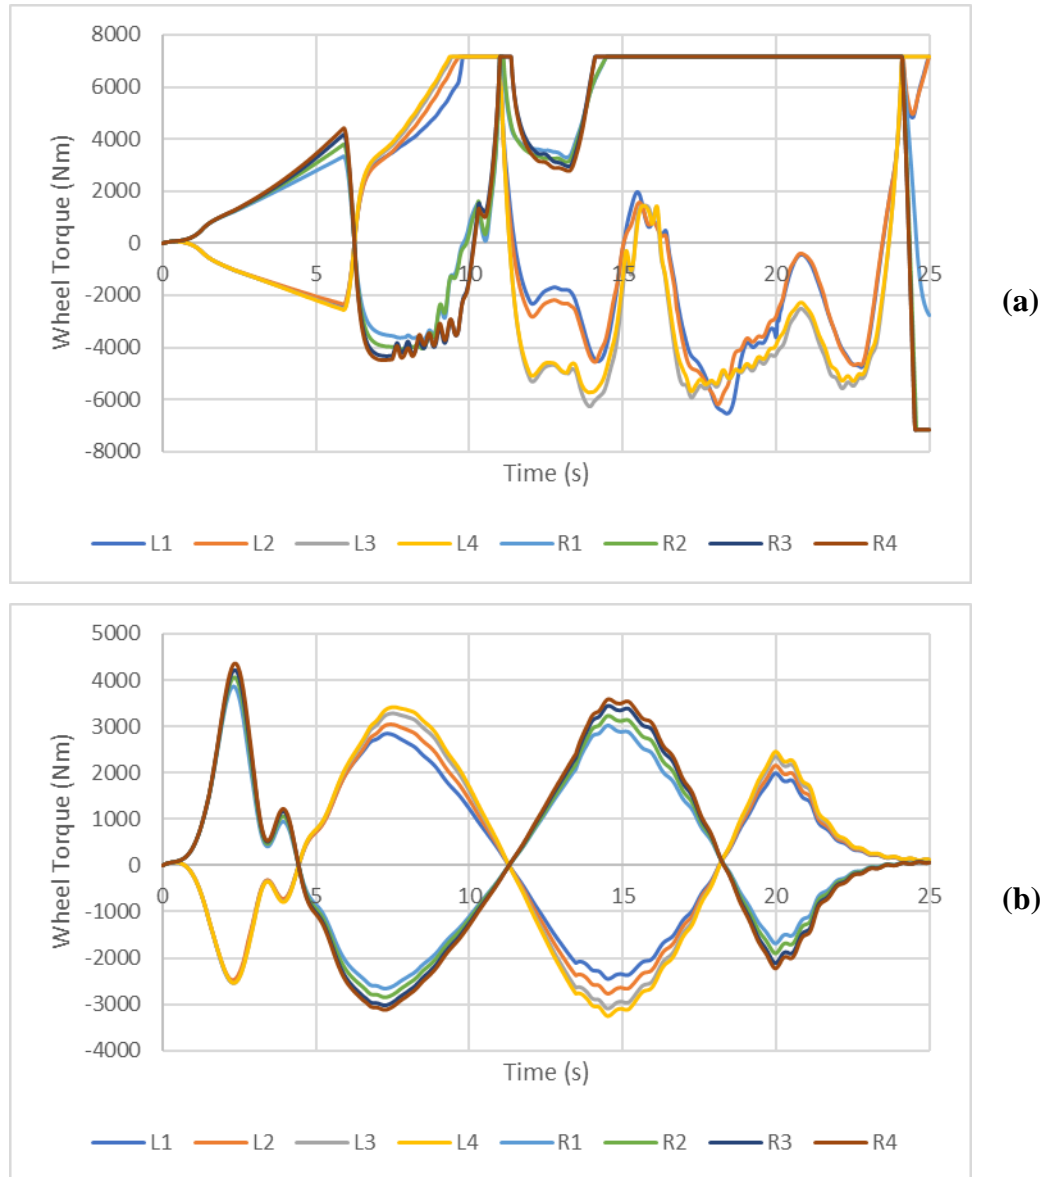 8000
6000
4000
2000
0
-2000
-4000
-6000
-8000
Wheel Torque (Nm)
0 5 10 15 20 25
Time (s)
L1 L2 L3 L4 R1 R2 R3 R4
(a)
5000
4000
3000
2000
1000
0
-1000
-2000
-3000
-4000
Wheel Torque (Nm)
0 5 10 15 20 25
Time (s)
L1 L2 L3 L4 R1 R2 R3 R4
(b)